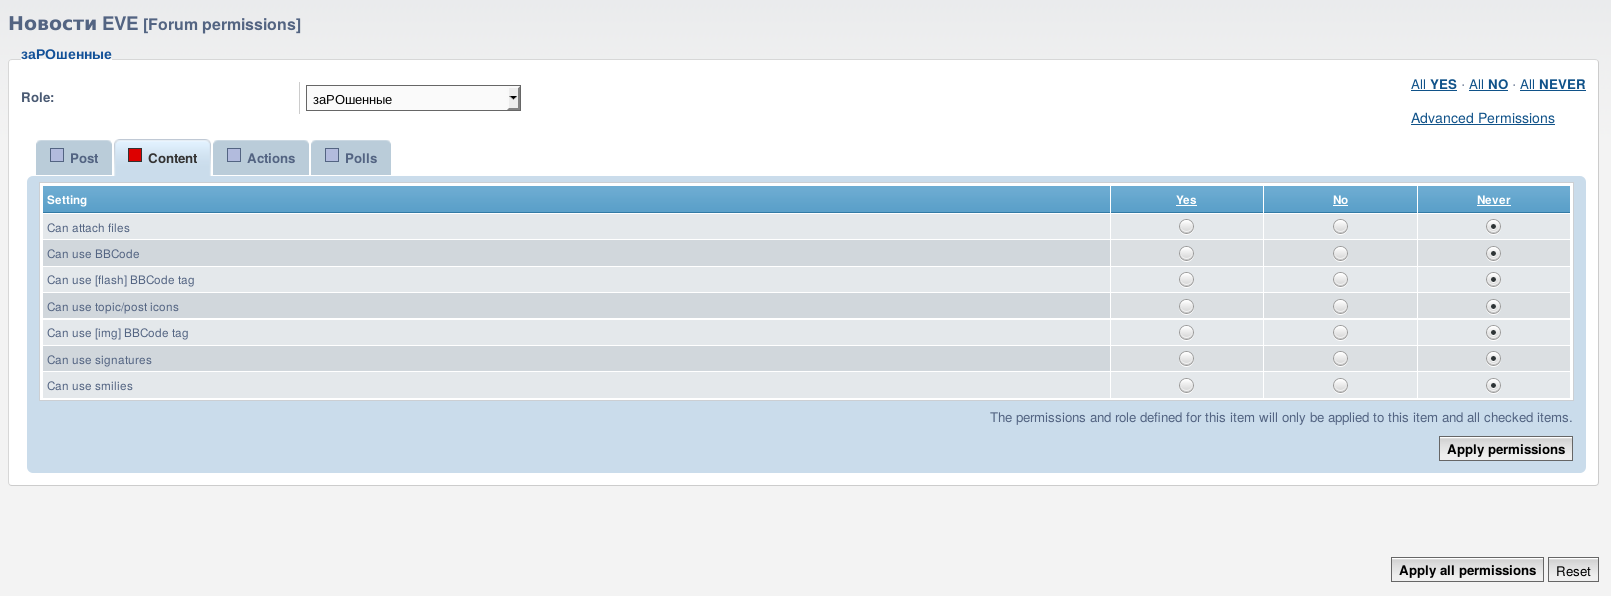 Новости EVE [Forum permissions]
заРОшенные
Role:
заРОшенные
All YES · All NO · All NEVER
Advanced Permissions
Post
Content
Actions
Polls
Setting Yes No Never
Can attach files
Can use BBCode
Can use [flash] BBCode tag
Can use topic/post icons
Can use [img] BBCode tag
Can use signatures
Can use smilies
The permissions and role defined for this item will only be applied to this item and all checked items.
Apply permissions
Apply all permissions
Reset